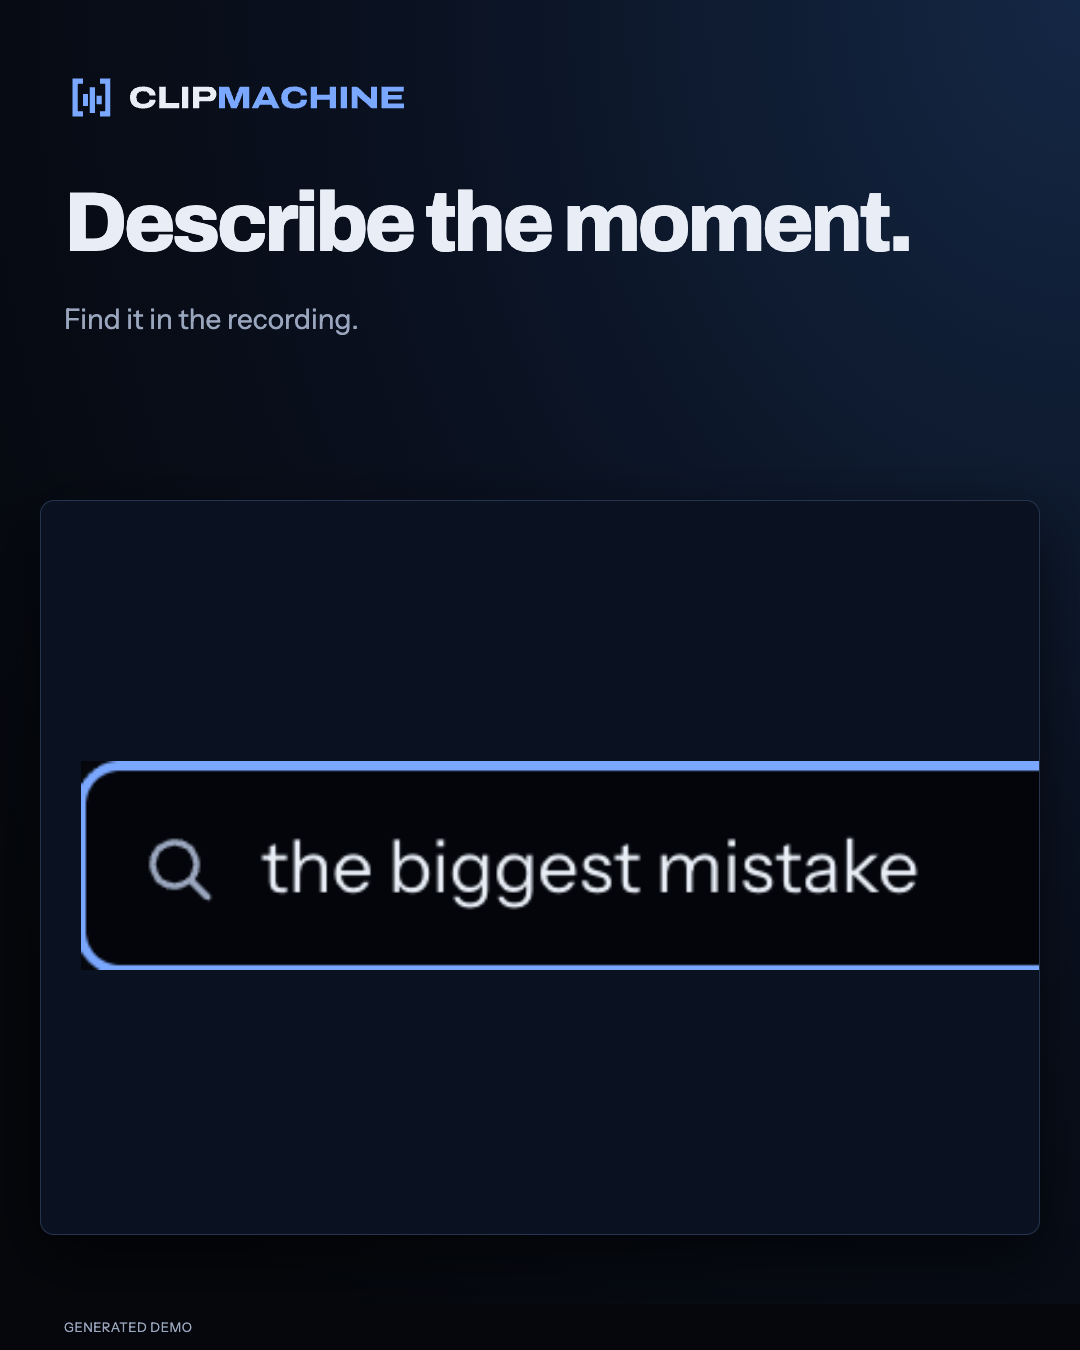 CLIPMACHINE
Describe the moment.
Find it in the recording.
the biggest mistake
GENERATED DEMO